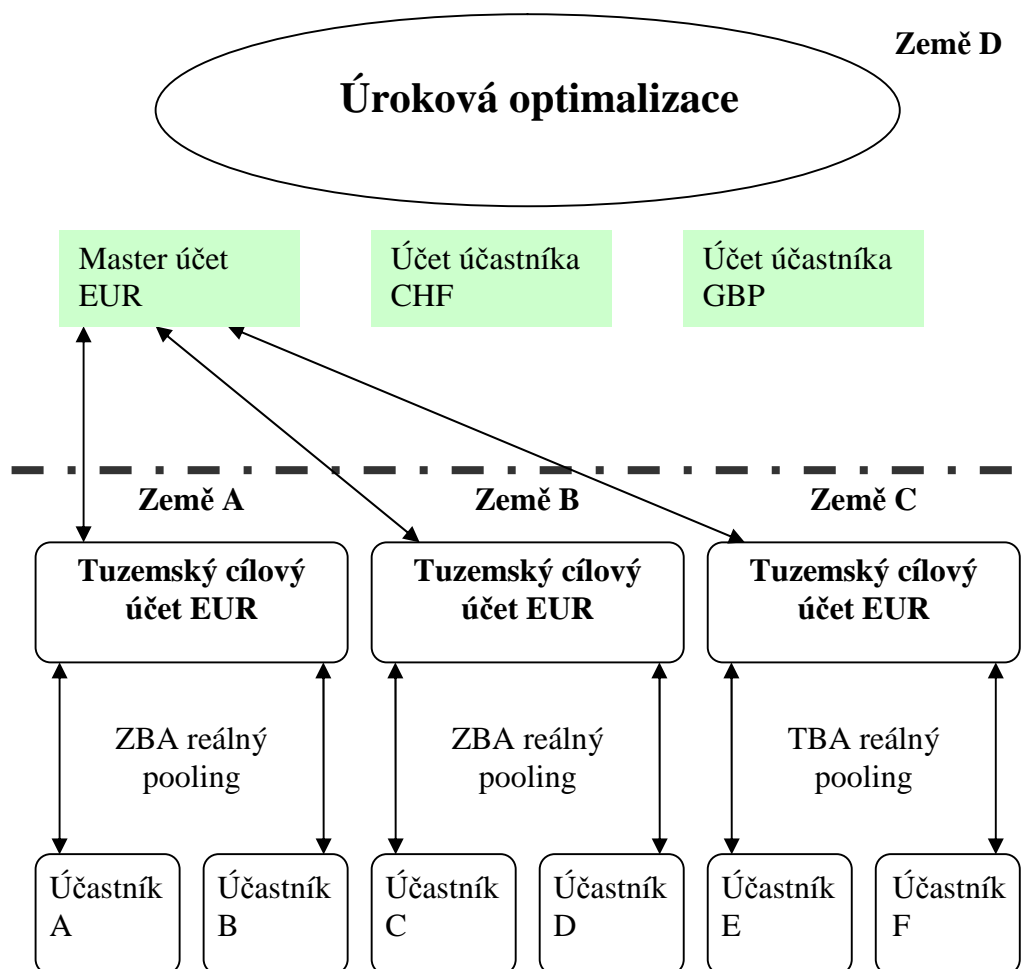 Země D
Úroková optimalizace
Master účet
EUR
Účet účastníka
CHF
Účet účastníka
GBP
Země A
Země B
Země C
Tuzemský cílový
účet EUR
Tuzemský cílový
účet EUR
Tuzemský cílový
účet EUR
ZBA reálný
pooling
ZBA reálný
pooling
TBA reálný
pooling
Účastník
A
Účastník
B
Účastník
C
Účastník
D
Účastník
E
Účastník
F